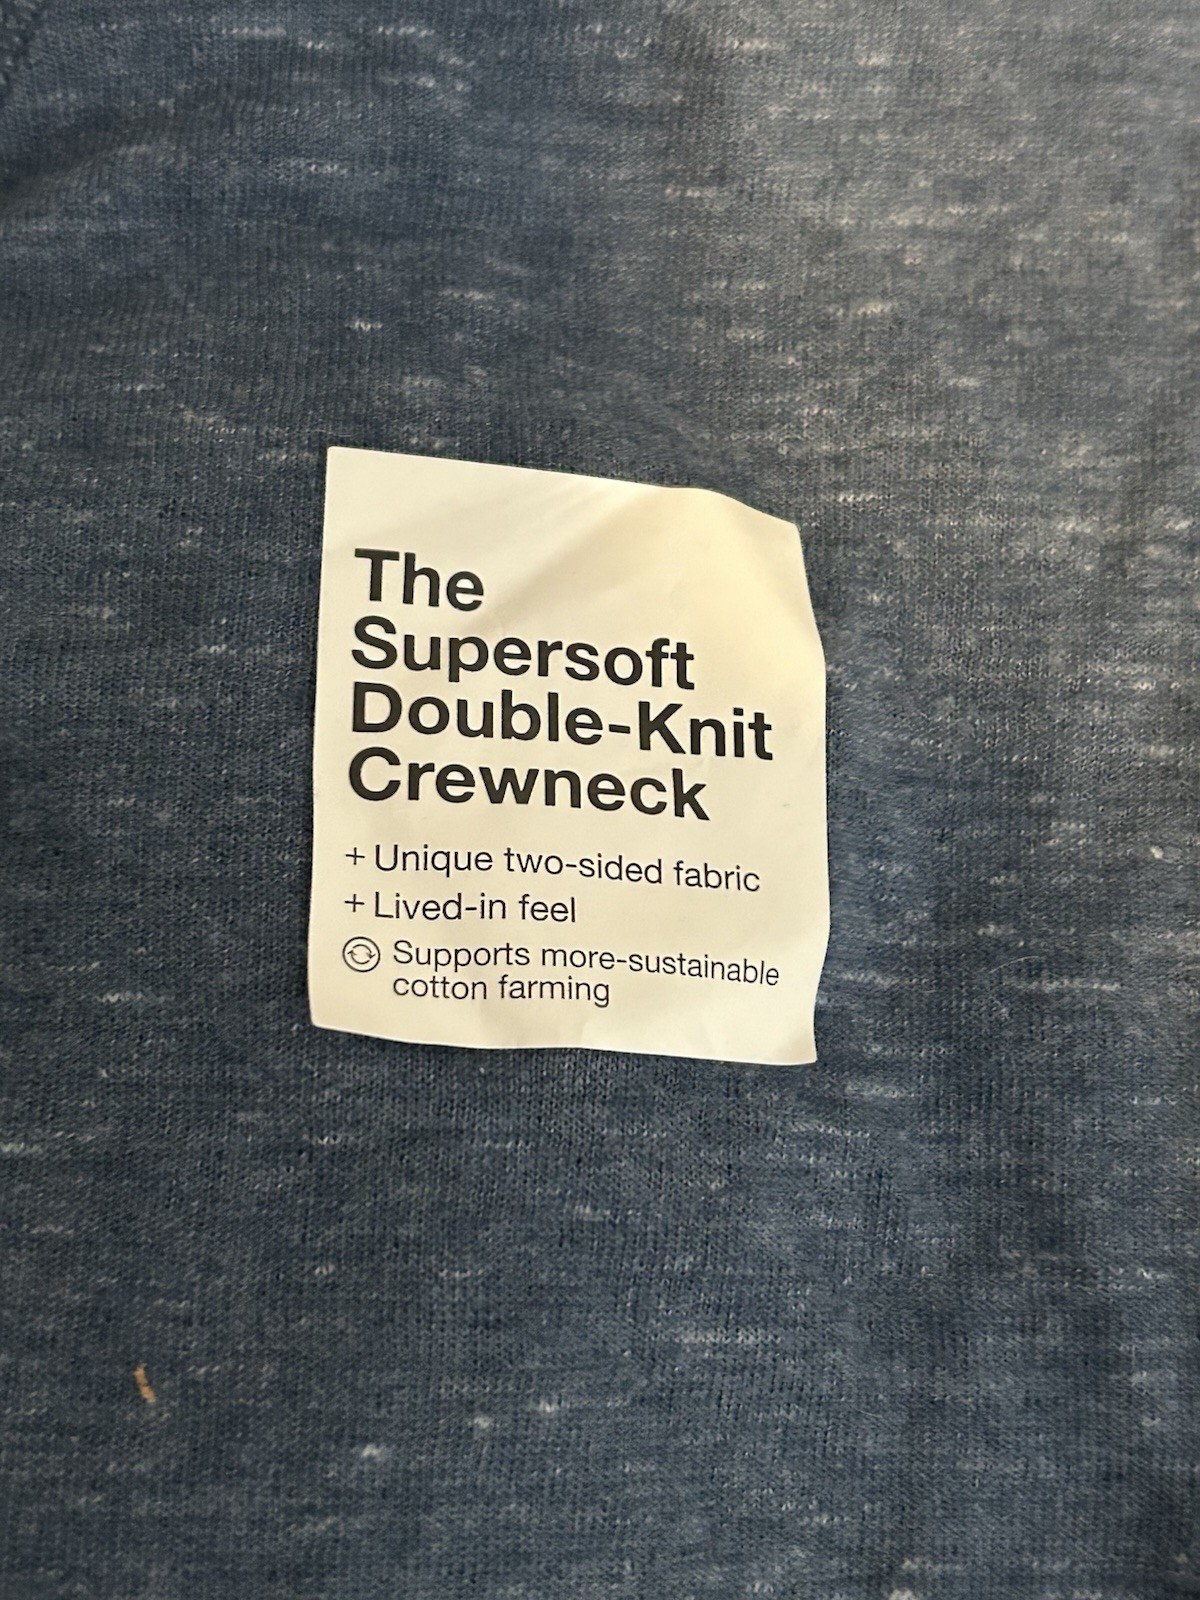 The
Supersoft
Double-Knit
Crewneck
+ Unique two-sided fabric
+ Lived-in feel
Supports more-sustainable
cotton farming